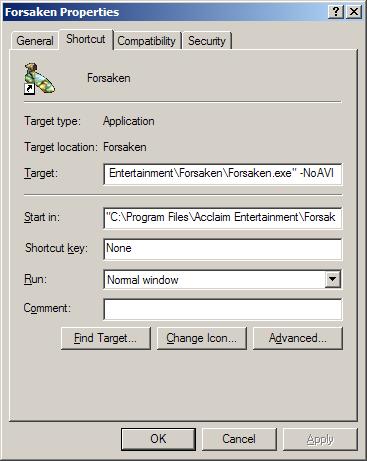 Forsaken Properties
General Shortcut Compatibility Security
Forsaken
Target type: Application
Target location: Forsaken
Target: Entertainment\Forsaken\Forsaken.exe" -NoAVI
Start in: "C:\Program Files\Acclaim Entertainment\Forsak
Shortcut key: None
Run: Normal window
Comment:
Find Target... Change Icon... Advanced...
OK Cancel Apply